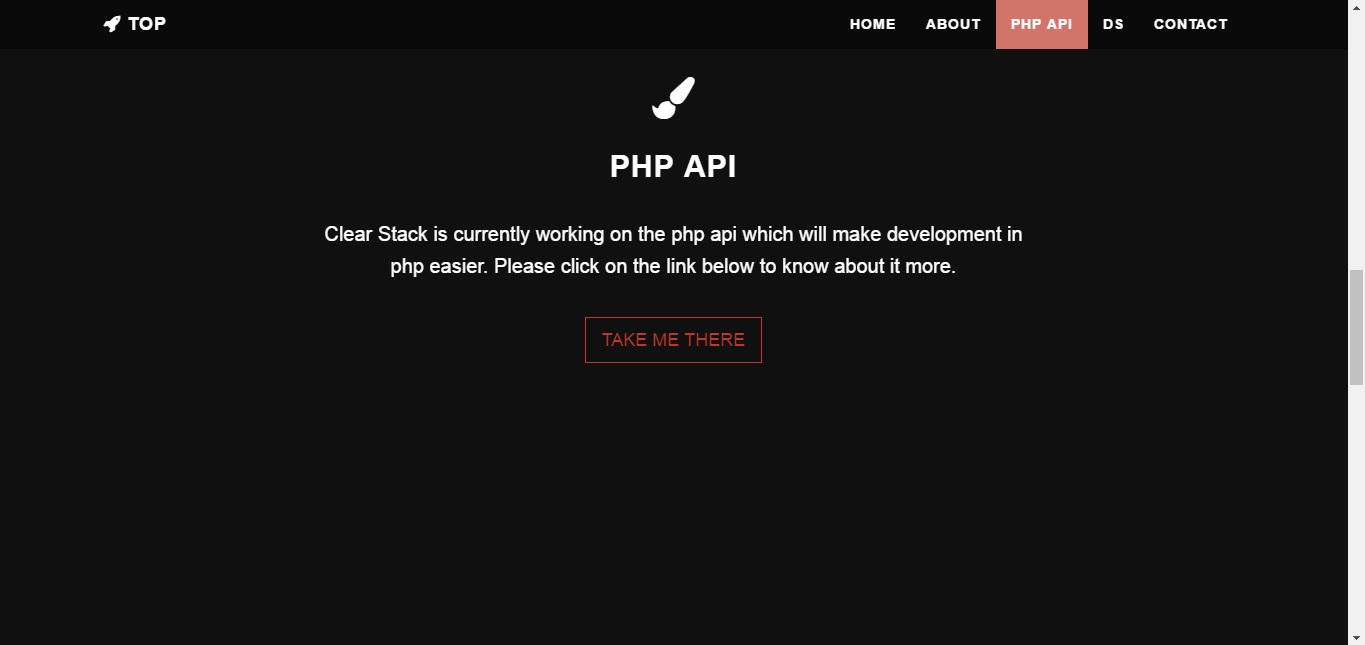 TOP
HOME ABOUT PHP API DS CONTACT
PHP API
Clear Stack is currently working on the php api which will make development in
php easier. Please click on the link below to know about it more.
TAKE ME THERE